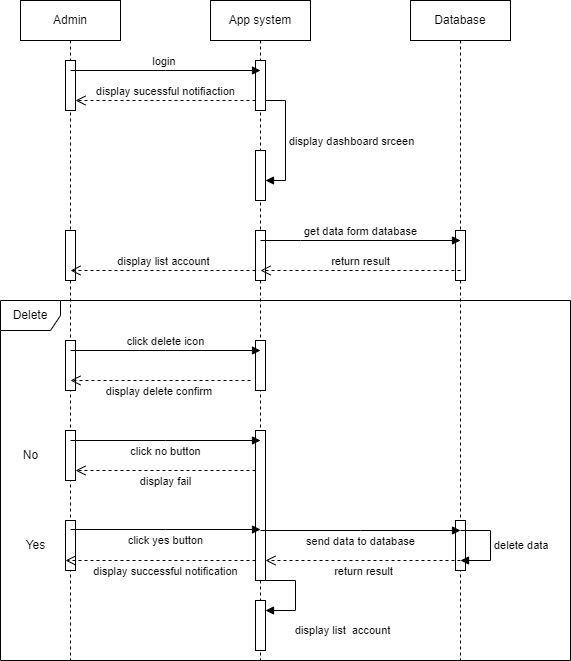 Admin
App system
Database
login
display sucessful notifiaction
display dashboard srceen
get data form database
display list account
return result
Delete
click delete icon
display delete confirm
No
click no button
display fail
Yes
click yes button
send data to database
delete data
display successful notification
return result
display list  account